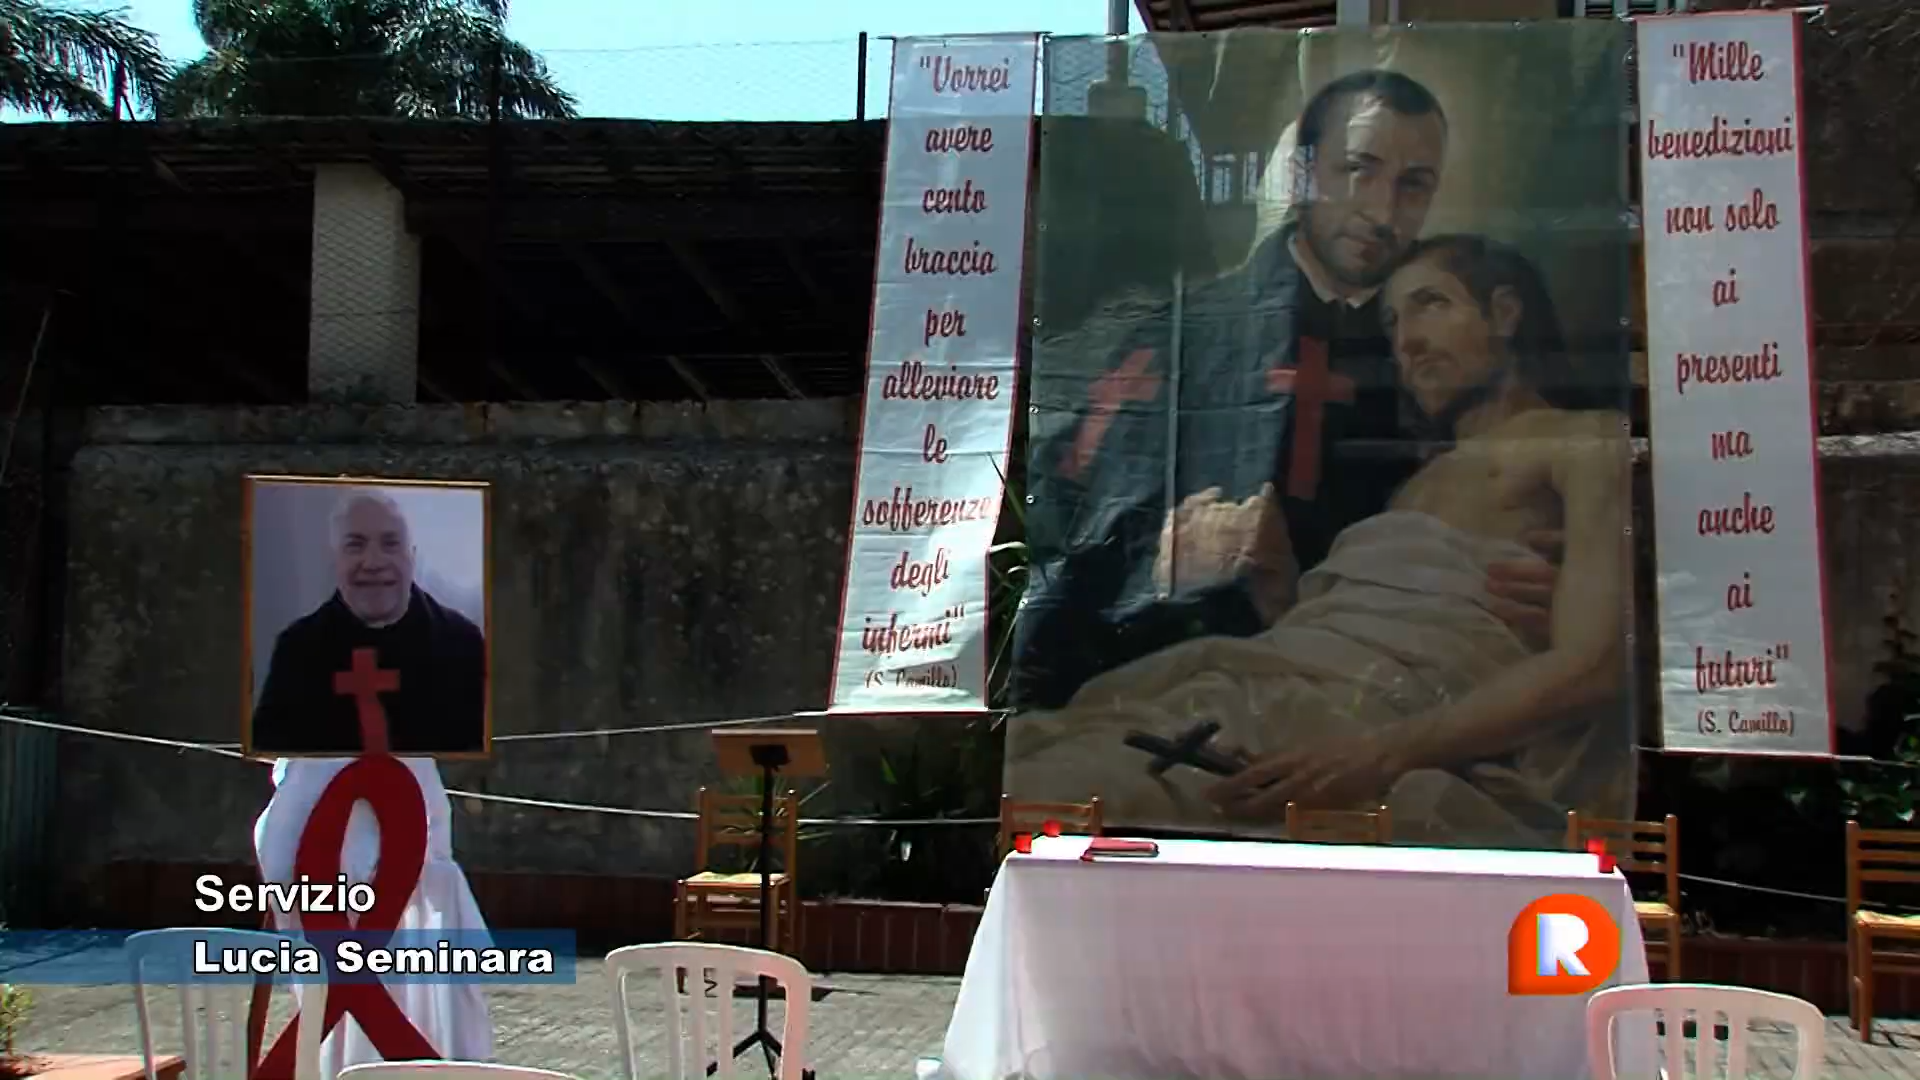 "Vorrei
avere
cento
braccia
per
alleviare
le
sofferenze
degli
infermi"
(S. Camillo)
"Mille
benedizioni
non solo
ai
presenti
ma
anche
ai
futuri"
(S. Camillo)
Servizio
Lucia Seminara
R